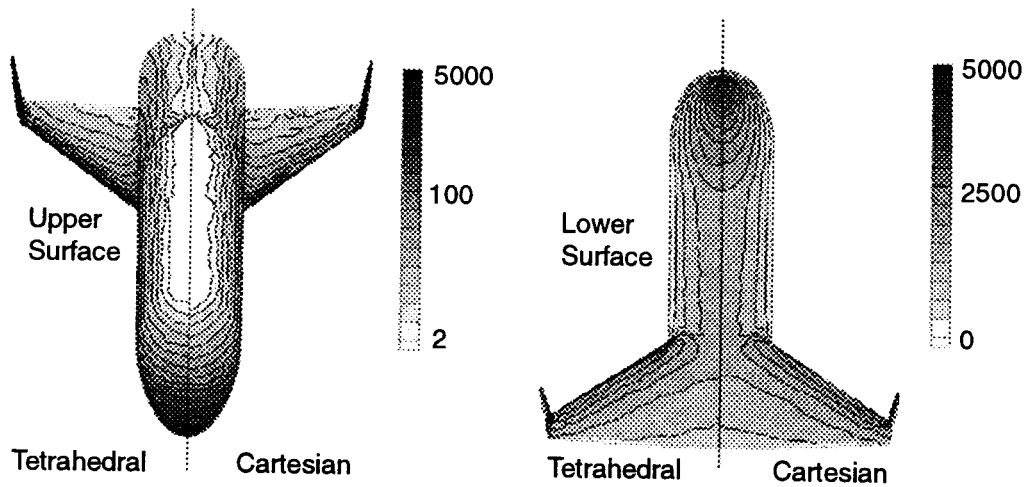 5000
100
2
Upper
Surface
Tetrahedral
Cartesian
5000
2500
0
Lower
Surface
Tetrahedral
Cartesian